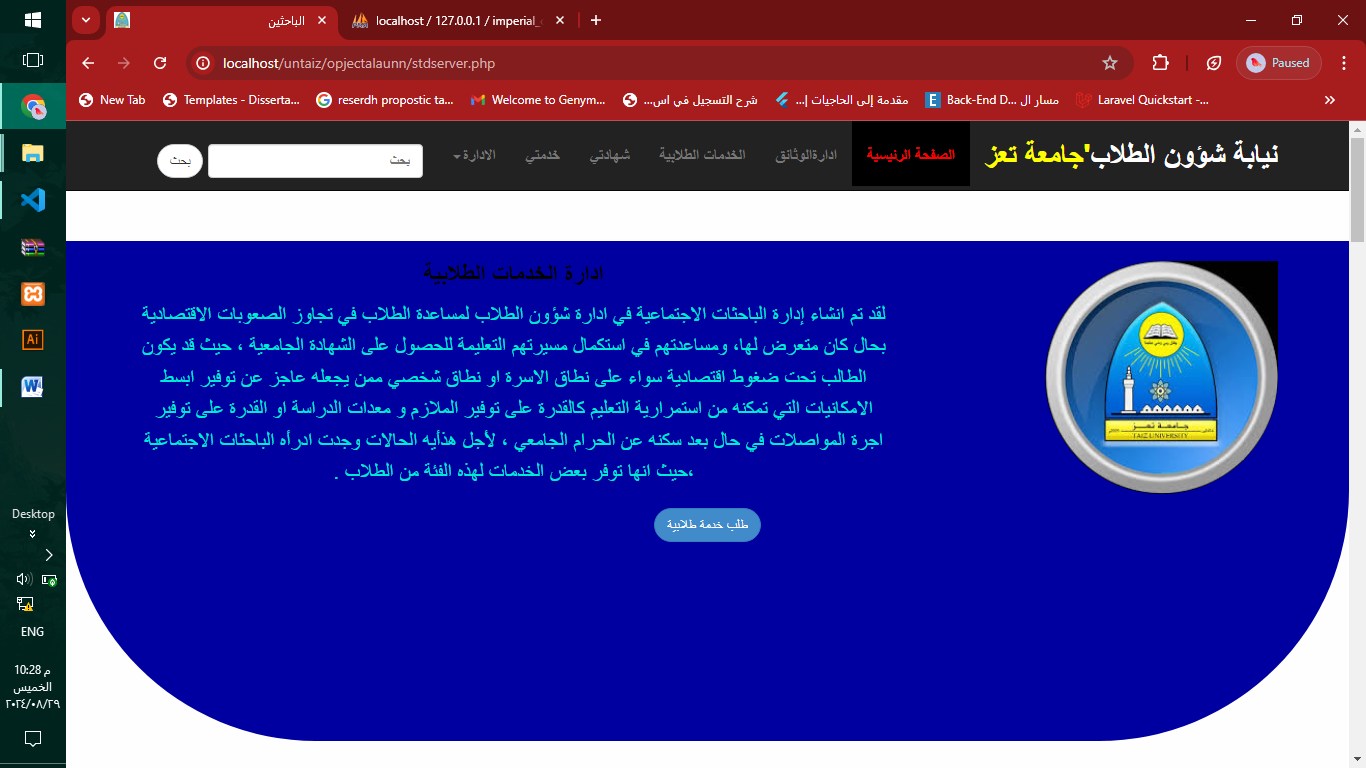 الباحثين
localhost / 127.0.0.1 / imperial_
localhost/untaiz/opjectalaunn/stdserver.php
Paused
New Tab
Templates - Disserta...
reserdh propostic ta...
Welcome to Genym...
شرح التسجيل في اس...
مقدمة إلى الحاجيات |...
Back-End D... مسار ال
Laravel Quickstart -...
نيابة شؤون الطلاب'جامعة تعز
الصفحة الرئيسية
ادارةالوثائق
الخدمات الطلابية
شهادتي
خدمتي
الادارة
بحث
بحث
ادارة الخدمات الطلابية
لقد تم انشاء إدارة الباحثات الاجتماعية في ادارة شؤون الطلاب لمساعدة الطلاب في تجاوز الصعوبات الاقتصادية
بحال كان متعرض لها، ومساعدتهم في استكمال مسيرتهم التعليمة للحصول على الشهادة الجامعية ، حيث قد يكون
الطالب تحت ضغوط اقتصادية سواء على نطاق الاسرة او نطاق شخصي ممن يجعله عاجز عن توفير ابسط
الامكانيات التي تمكنه من استمرارية التعليم كالقدرة على توفير الملازم و معدات الدراسة او القدرة على توفير
اجرة المواصلات في حال بعد سكنه عن الحرام الجامعي ، لأجل هذأيه الحالات وجدت ادرأه الباحثات الاجتماعية
،حيث انها توفر بعض الخدمات لهذه الفئة من الطلاب .
طلب خدمة طلابية
جامعة تعز
TAIZ UNIVERSITY
Desktop
ENG
10:28 م
الخميس
٢٠٢٤/٠٨/٢٩